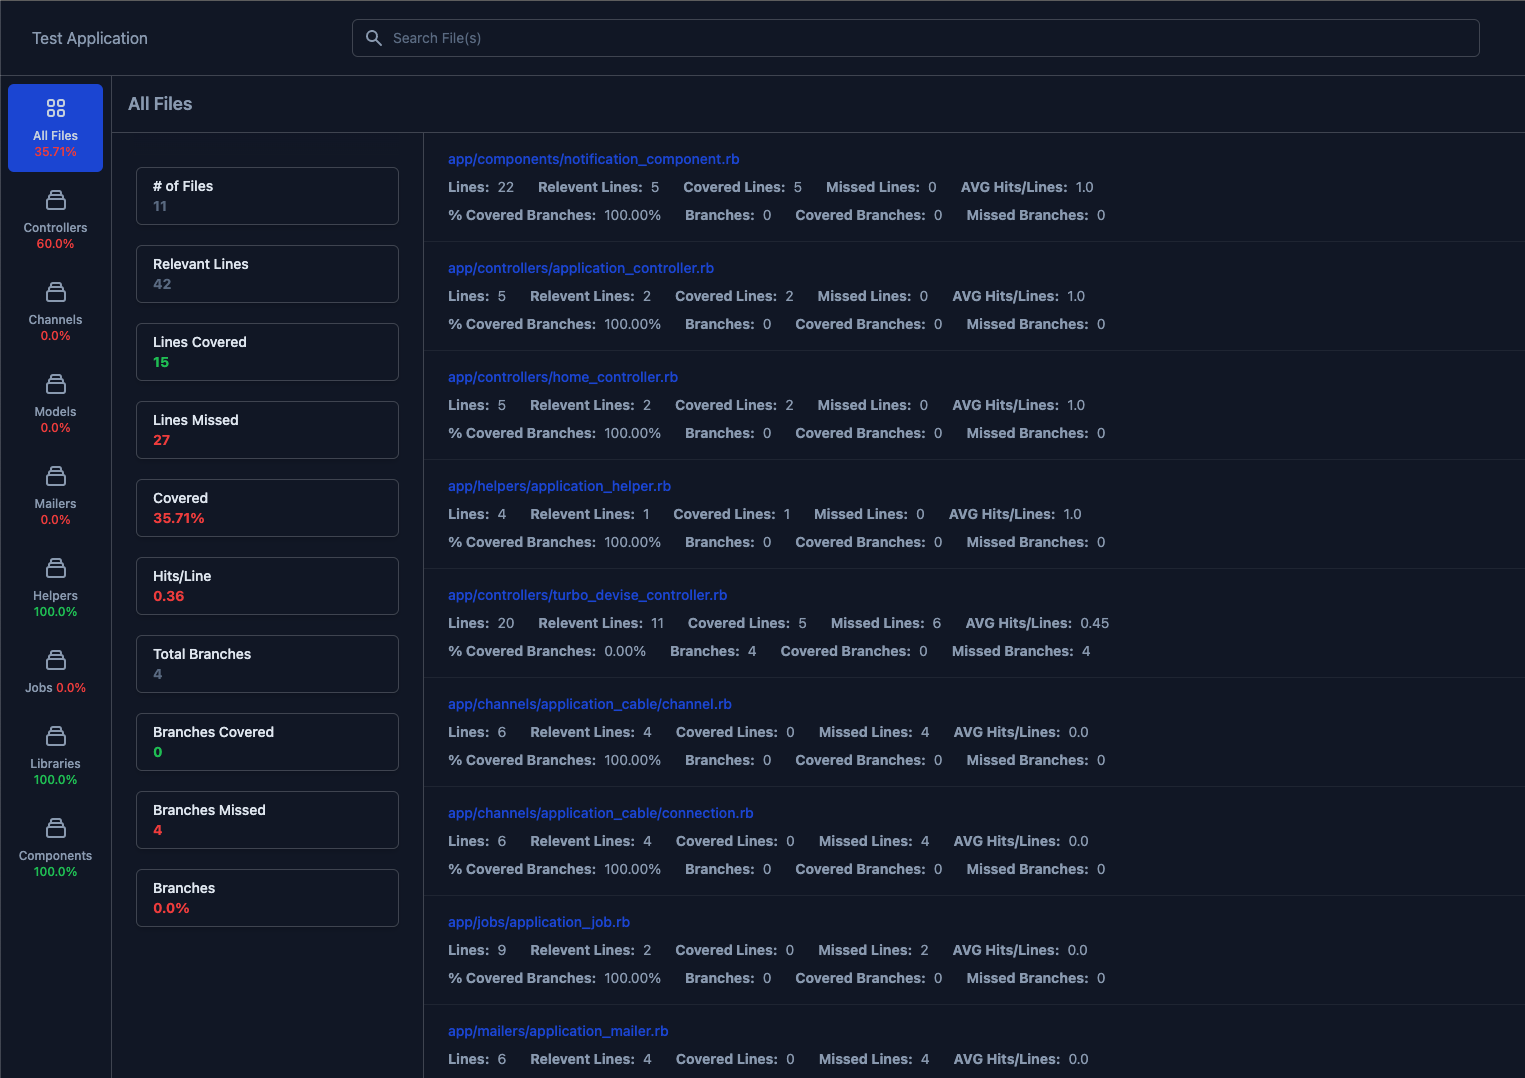 Test Application
Search File(s)
All Files
35.71%
Controllers
60.0%
Channels
0.0%
Models
0.0%
Mailers
0.0%
Helpers
100.0%
Jobs 0.0%
Libraries
100.0%
Components
100.0%
All Files
# of Files
11
Relevant Lines
42
Lines Covered
15
Lines Missed
27
Covered
35.71%
Hits/Line
0.36
Total Branches
4
Branches Covered
0
Branches Missed
4
Branches
0.0%
app/components/notification_component.rb
Lines: 22 Relevent Lines: 5 Covered Lines: 5 Missed Lines: 0 AVG Hits/Lines: 1.0
% Covered Branches: 100.00% Branches: 0 Covered Branches: 0 Missed Branches: 0
app/controllers/application_controller.rb
Lines: 5 Relevent Lines: 2 Covered Lines: 2 Missed Lines: 0 AVG Hits/Lines: 1.0
% Covered Branches: 100.00% Branches: 0 Covered Branches: 0 Missed Branches: 0
app/controllers/home_controller.rb
Lines: 5 Relevent Lines: 2 Covered Lines: 2 Missed Lines: 0 AVG Hits/Lines: 1.0
% Covered Branches: 100.00% Branches: 0 Covered Branches: 0 Missed Branches: 0
app/helpers/application_helper.rb
Lines: 4 Relevent Lines: 1 Covered Lines: 1 Missed Lines: 0 AVG Hits/Lines: 1.0
% Covered Branches: 100.00% Branches: 0 Covered Branches: 0 Missed Branches: 0
app/controllers/turbo_devise_controller.rb
Lines: 20 Relevent Lines: 11 Covered Lines: 5 Missed Lines: 6 AVG Hits/Lines: 0.45
% Covered Branches: 0.00% Branches: 4 Covered Branches: 0 Missed Branches: 4
app/channels/application_cable/channel.rb
Lines: 6 Relevent Lines: 4 Covered Lines: 0 Missed Lines: 4 AVG Hits/Lines: 0.0
% Covered Branches: 100.00% Branches: 0 Covered Branches: 0 Missed Branches: 0
app/channels/application_cable/connection.rb
Lines: 6 Relevent Lines: 4 Covered Lines: 0 Missed Lines: 4 AVG Hits/Lines: 0.0
% Covered Branches: 100.00% Branches: 0 Covered Branches: 0 Missed Branches: 0
app/jobs/application_job.rb
Lines: 9 Relevent Lines: 2 Covered Lines: 0 Missed Lines: 2 AVG Hits/Lines: 0.0
% Covered Branches: 100.00% Branches: 0 Covered Branches: 0 Missed Branches: 0
app/mailers/application_mailer.rb
Lines: 6 Relevent Lines: 4 Covered Lines: 0 Missed Lines: 4 AVG Hits/Lines: 0.0